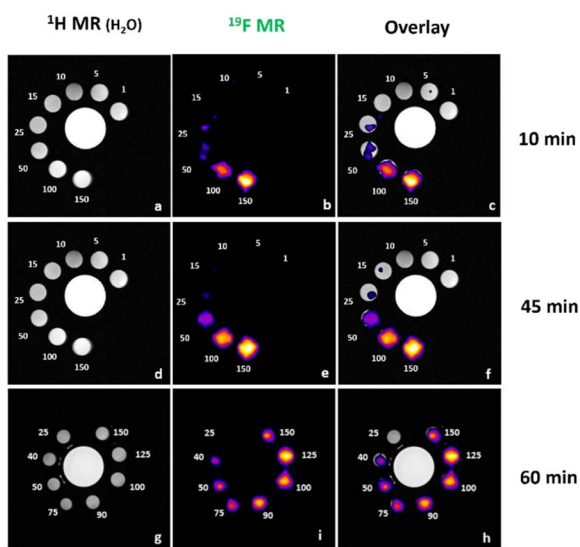 ¹H MR (H₂O) ¹⁹F MR Overlay
10 5 1 15 25 50 100 150 a
10 5 1 15 25 50 100 150 b
10 5 1 15 25 50 100 150 c
10 min
10 5 1 15 25 50 100 150 d
10 5 1 15 25 50 100 150 e
10 5 1 15 25 50 100 150 f
45 min
25 150 40 125 50 100 75 90 g
25 150 40 125 50 100 75 90 i
25 150 40 125 50 100 75 90 h
60 min